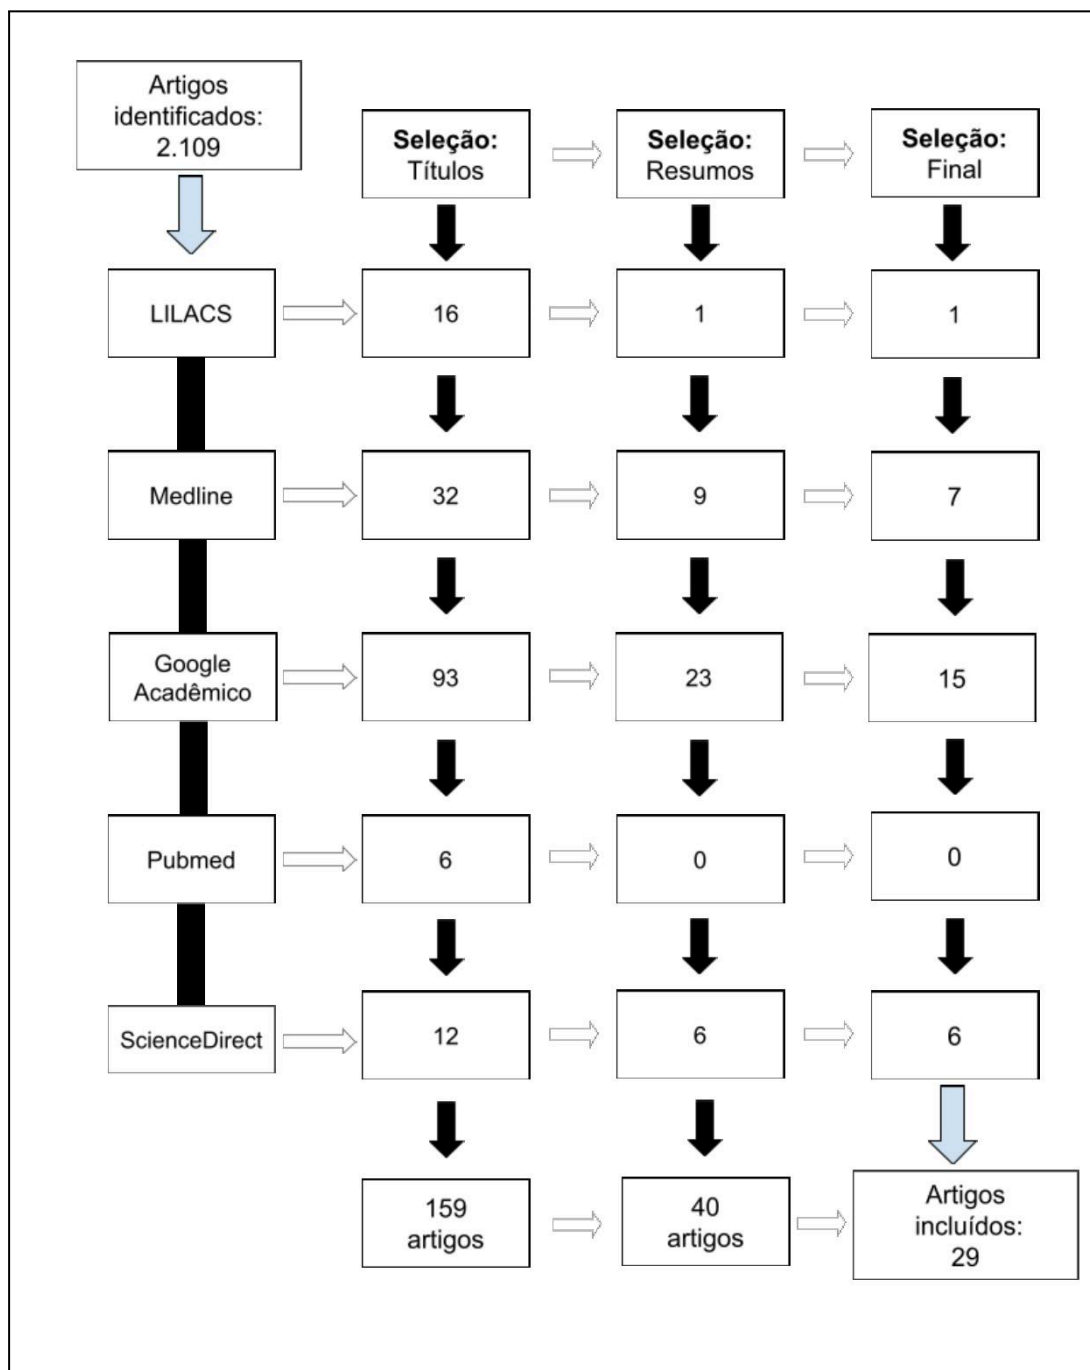 Artigos
identificados:
2.109
Seleção:
Títulos
Seleção:
Resumos
Seleção:
Final
LILACS
16
1
1
Medline
32
9
7
Google
Acadêmico
93
23
15
Pubmed
6
0
0
ScienceDirect
12
6
6
159
artigos
40
artigos
Artigos
incluídos:
29